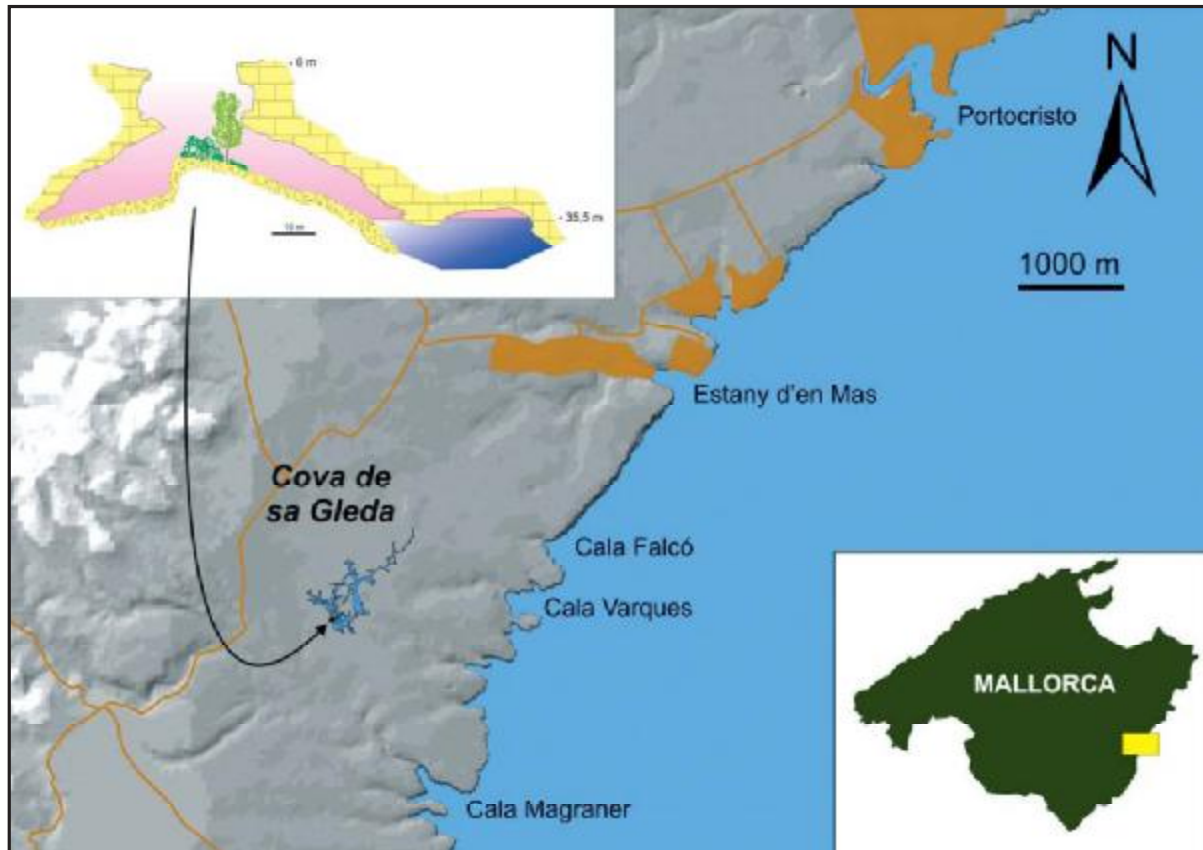 - 6 m
- 35,5 m
10 m
N
Portocristo
1000 m
Estany d'en Mas
Cova de
sa Gleda
Cala Falcó
Cala Varques
MALLORCA
Cala Magraner